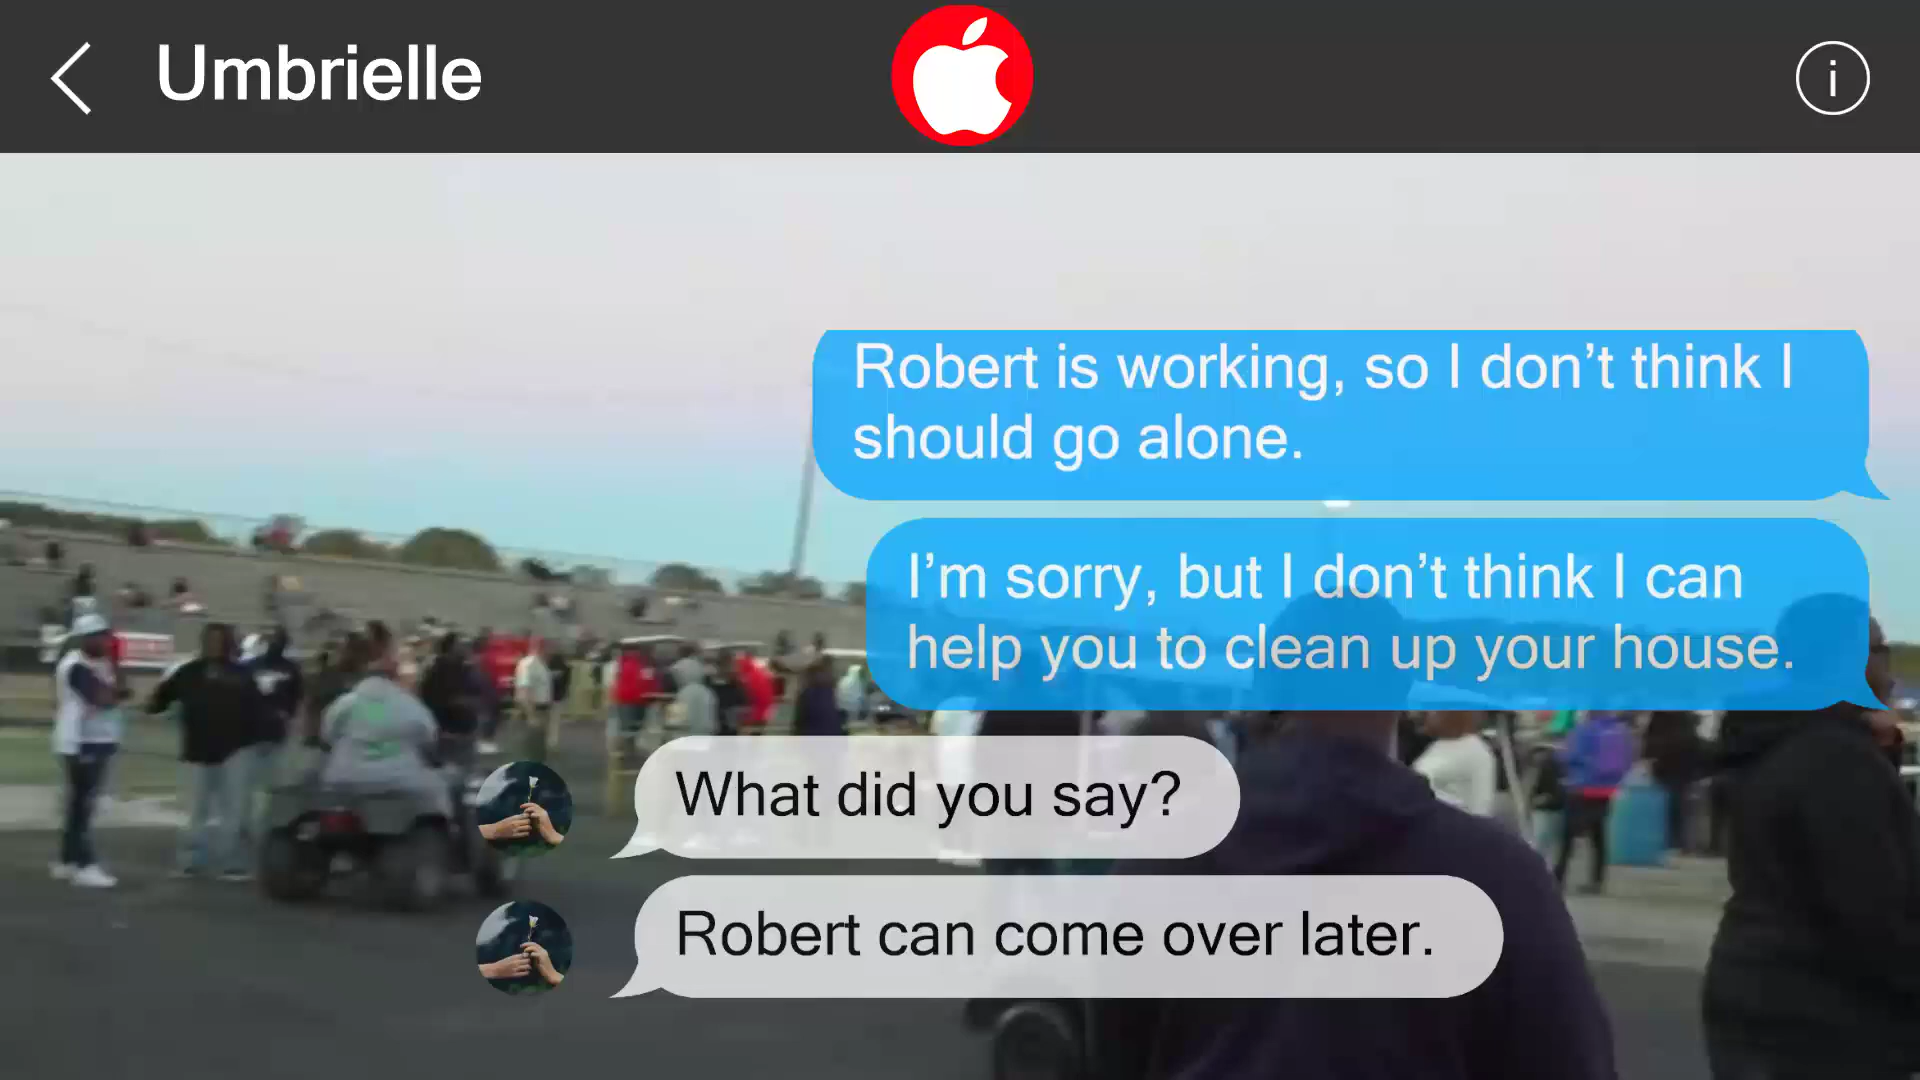 Umbrielle
i
Robert is working, so I don’t think I
should go alone.
I’m sorry, but I don’t think I can
help you to clean up your house.
What did you say?
Robert can come over later.